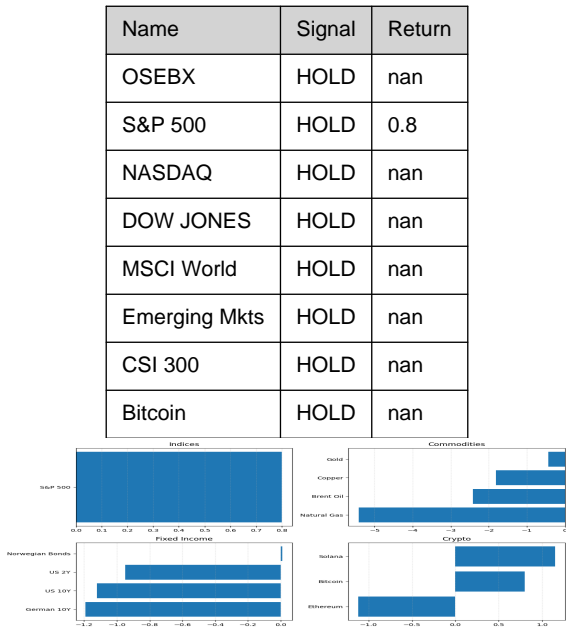 Name Signal Return
OSEBX HOLD nan
S&P 500 HOLD 0.8
NASDAQ HOLD nan
DOW JONES HOLD nan
MSCI World HOLD nan
Emerging Mkts HOLD nan
CSI 300 HOLD nan
Bitcoin HOLD nan
Indices
S&P 500
0.0 0.1 0.2 0.3 0.4 0.5 0.6 0.7 0.8
Commodities
Gold
Copper
Brent Oil
Natural Gas
−5 −4 −3 −2 −1 0
Fixed Income
Norwegian Bonds
US 2Y
US 10Y
German 10Y
−1.2 −1.0 −0.8 −0.6 −0.4 −0.2 0.0
Crypto
Solana
Bitcoin
Ethereum
−1.0 −0.5 0.0 0.5 1.0